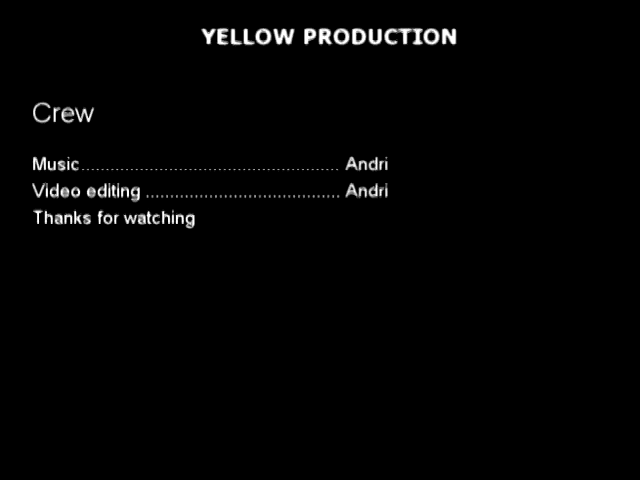 YELLOW PRODUCTION
Crew
Music................................................... Andri
Video editing ........................................ Andri
Thanks for watching